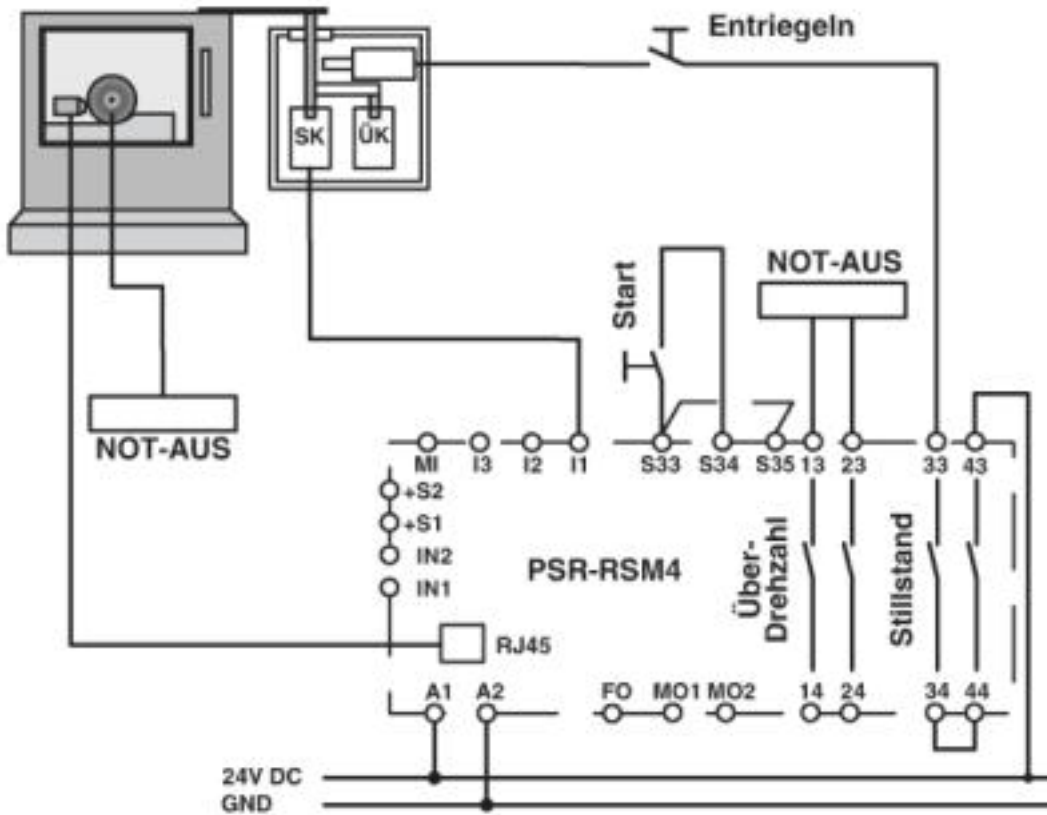 Entriegeln
SK ÜK
NOT-AUS
Start
NOT-AUS
MI I3 I2 I1 S33 S34 S35 13 23 33 43
+S2
+S1
IN2
IN1
PSR-RSM4
Über-
Drehzahl
Stillstand
RJ45
A1 A2 FO MO1 MO2 14 24 34 44
24V DC
GND